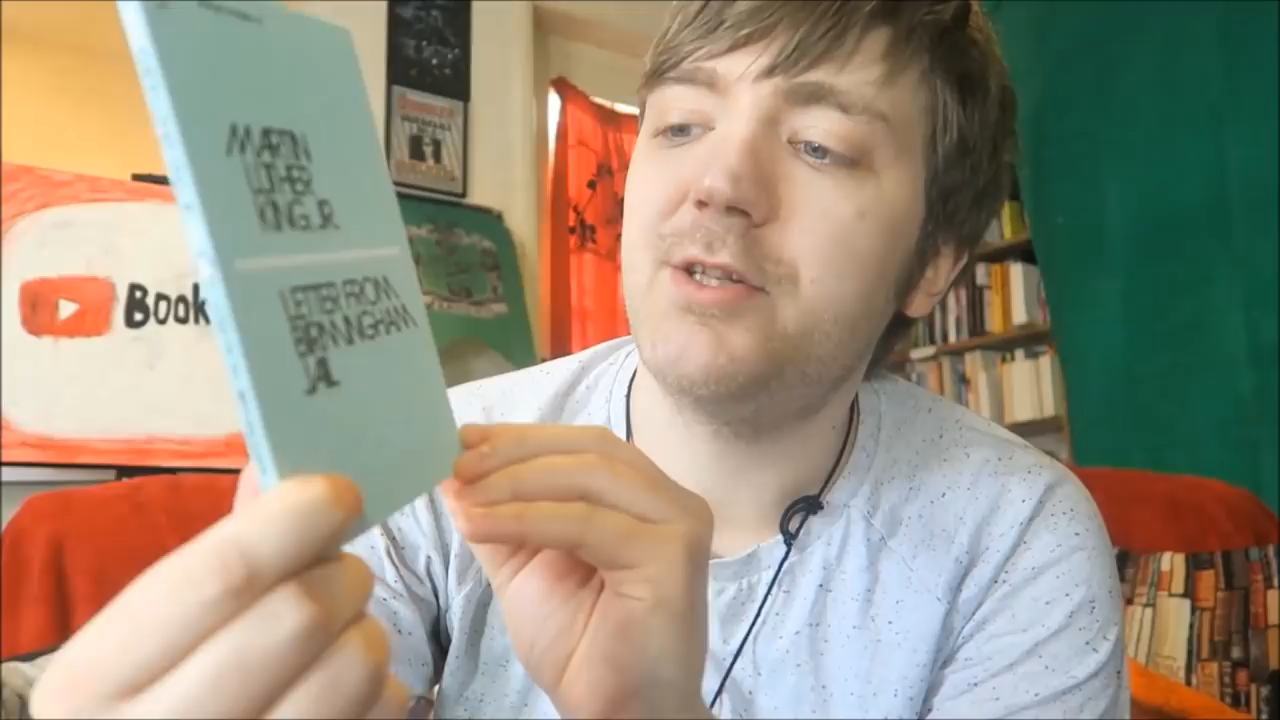 MARTIN
LUTHER
KING, JR.
LETTER FROM
BIRMINGHAM
JAIL
Book